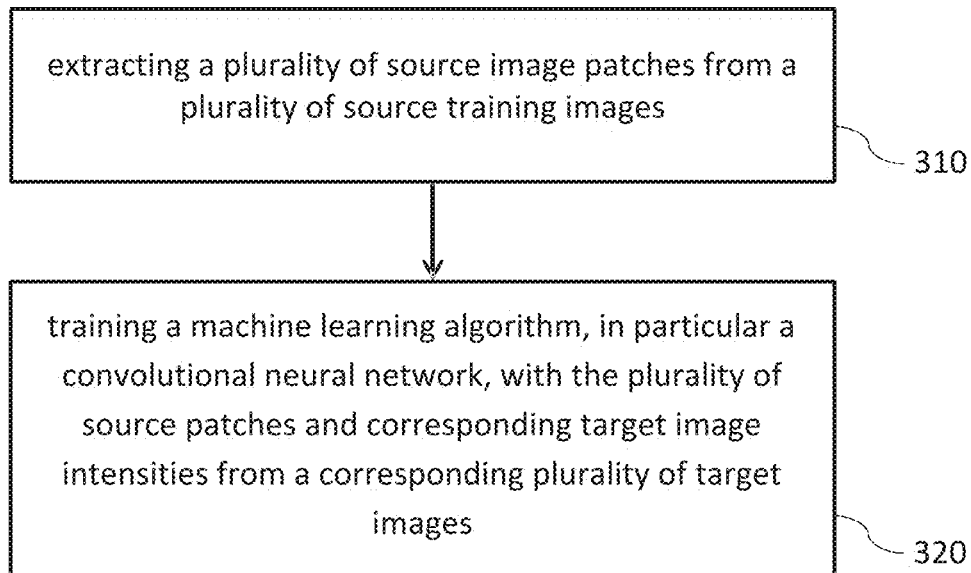 extracting a plurality of source image patches from a
plurality of source training images
310
training a machine learning algorithm, in particular a
convolutional neural network, with the plurality of
source patches and corresponding target image
intensities from a corresponding plurality of target
images
320